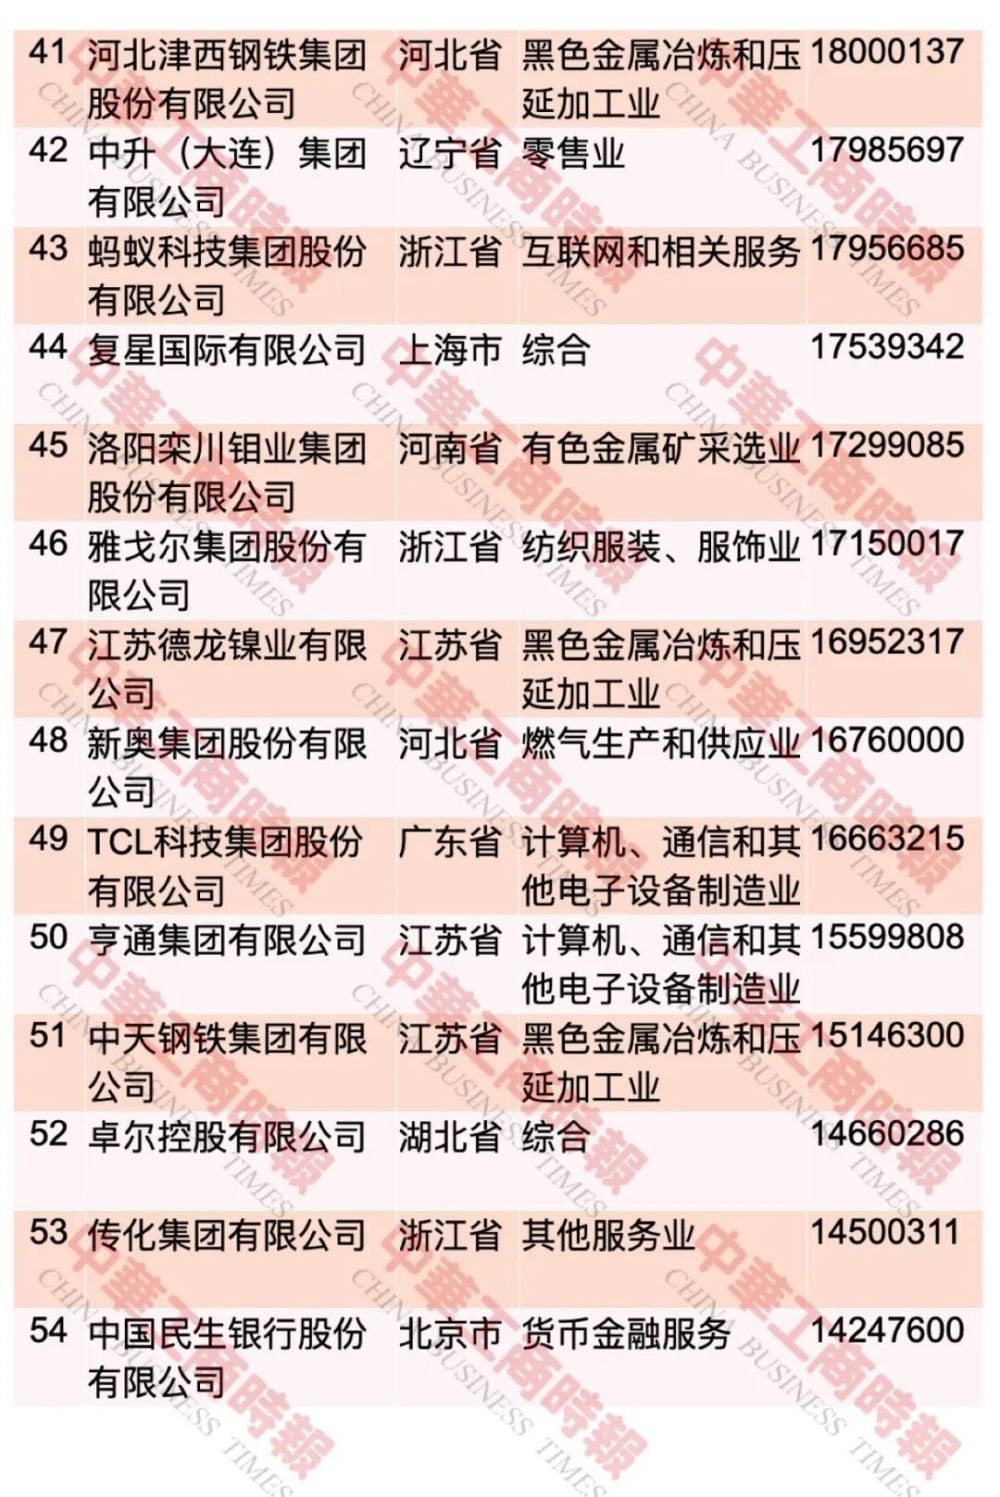 41 河北津西钢铁集团 河北省 黑色金属冶炼和压 18000137
股份有限公司 延加工业
42 中升（大连）集团 辽宁省 零售业 17985697
有限公司
43 蚂蚁科技集团股份 浙江省 互联网和相关服务 17956685
有限公司
44 复星国际有限公司 上海市 综合 17539342
45 洛阳栾川钼业集团 河南省 有色金属矿采选业 17299085
股份有限公司
46 雅戈尔集团股份有 浙江省 纺织服装、服饰业 17150017
限公司
47 江苏德龙镍业有限 江苏省 黑色金属冶炼和压 16952317
公司 延加工业
48 新奥集团股份有限 河北省 燃气生产和供应业 16760000
公司
49 TCL科技集团股份 广东省 计算机、通信和其 16663215
有限公司 他电子设备制造业
50 亨通集团有限公司 江苏省 计算机、通信和其 15599808
他电子设备制造业
51 中天钢铁集团有限 江苏省 黑色金属冶炼和压 15146300
公司 延加工业
52 卓尔控股有限公司 湖北省 综合 14660286
53 传化集团有限公司 浙江省 其他服务业 14500311
54 中国民生银行股份 北京市 货币金融服务 14247600
有限公司
中華工商時報
CHINA BUSINESS TIMES